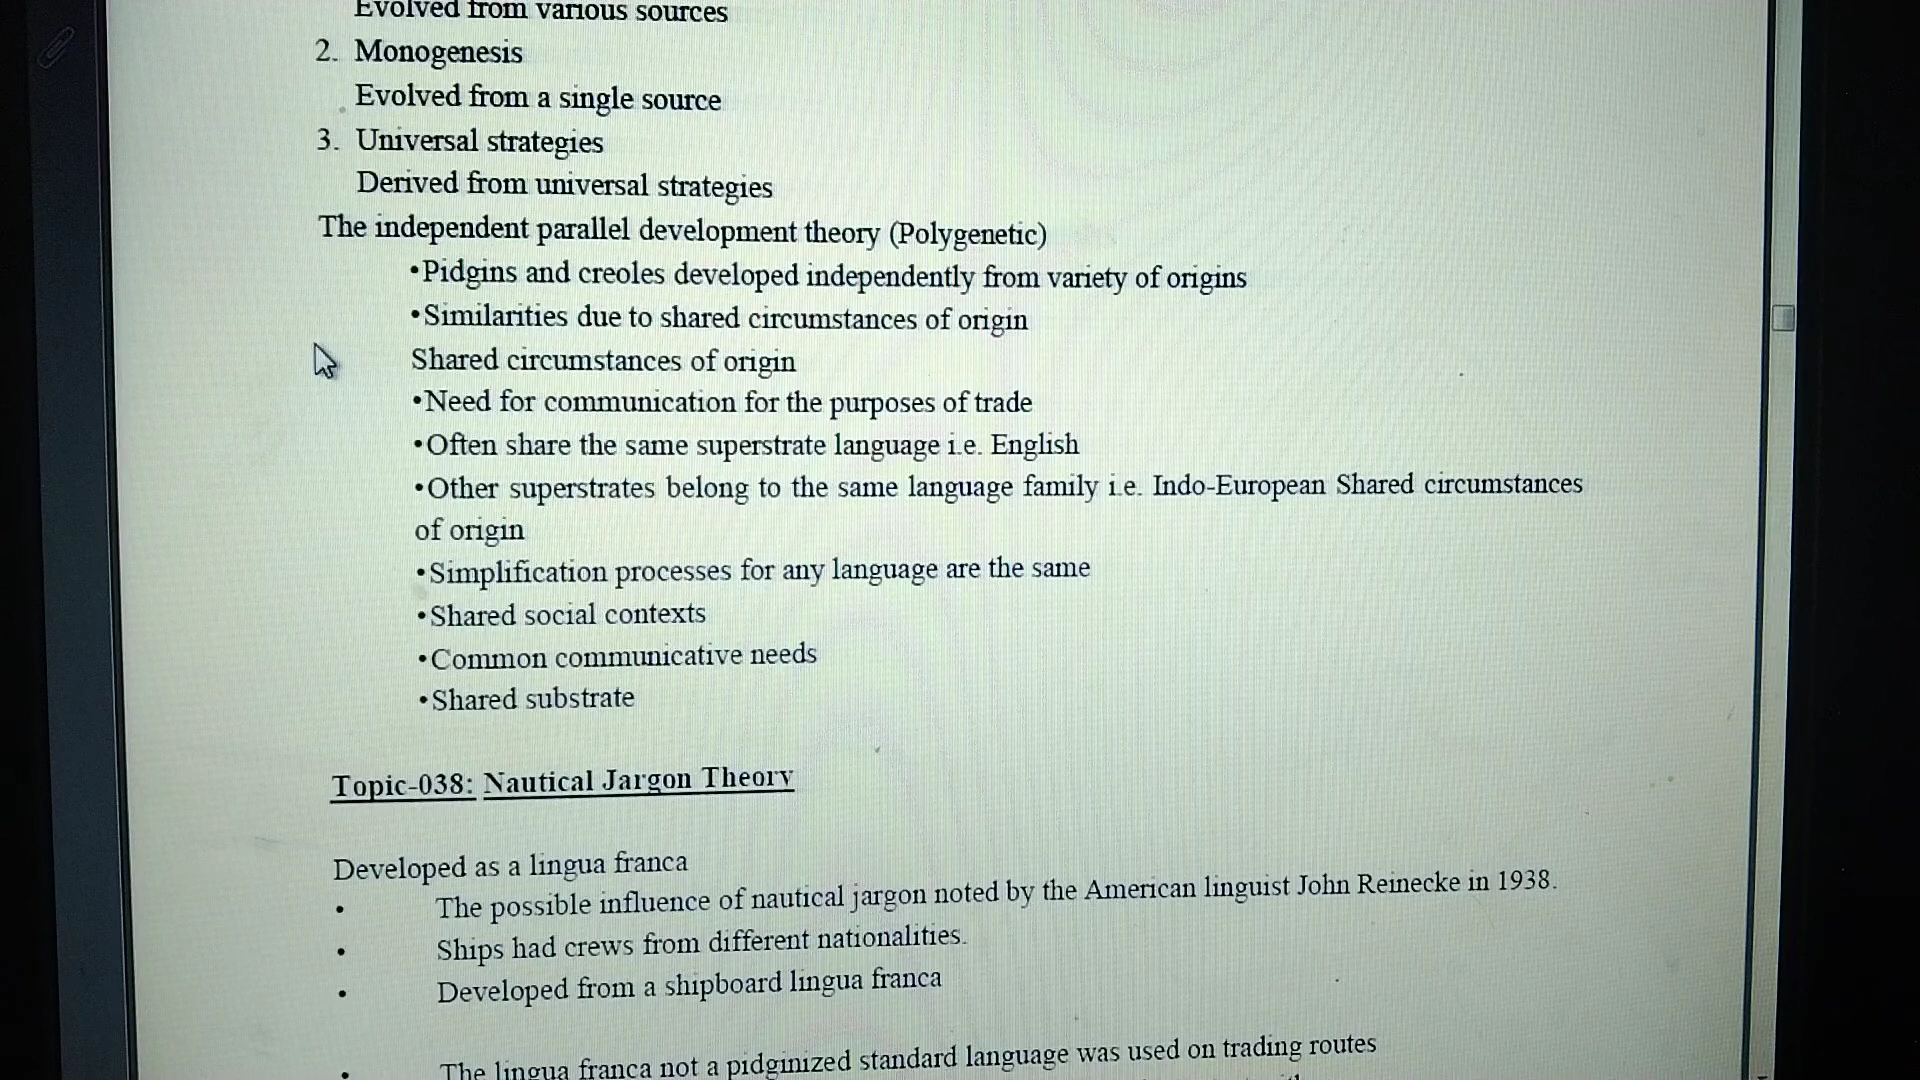 Evolved from various sources
2. Monogenesis
Evolved from a single source
3. Universal strategies
Derived from universal strategies
The independent parallel development theory (Polygenetic)
•Pidgins and creoles developed independently from variety of origins
•Similarities due to shared circumstances of origin
Shared circumstances of origin
•Need for communication for the purposes of trade
•Often share the same superstrate language i.e. English
•Other superstrates belong to the same language family i.e. Indo-European Shared circumstances
of origin
•Simplification processes for any language are the same
•Shared social contexts
•Common communicative needs
•Shared substrate
Topic-038: Nautical Jargon Theory
Developed as a lingua franca
• The possible influence of nautical jargon noted by the American linguist John Reinecke in 1938.
• Ships had crews from different nationalities.
• Developed from a shipboard lingua franca
• The lingua franca not a pidginized standard language was used on trading routes